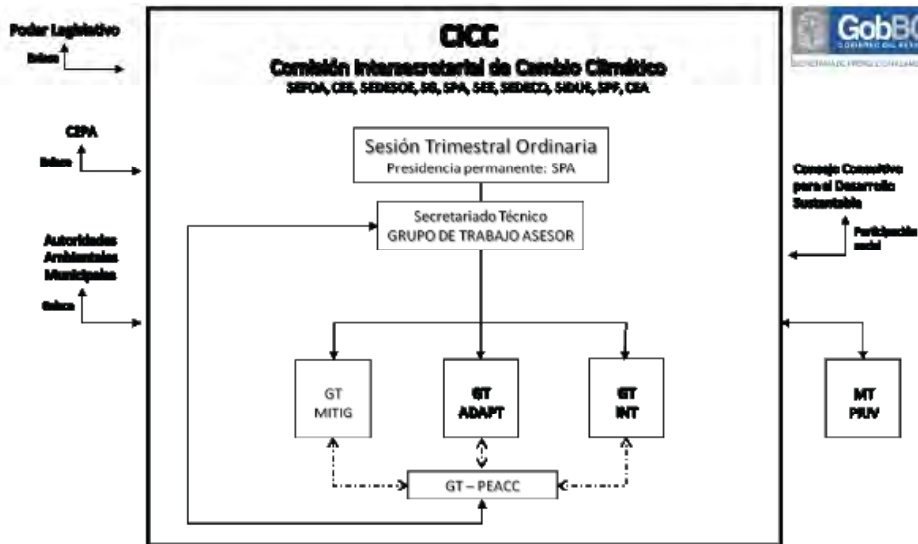 Poder Legislativo
Enlace
CEPA
Enlace
Autoridades
Ambientales
Municipales
Enlace
CICC
Comisión Intersecretarial de Cambio Climático
SEFOA, CEE, SEDESOE, SG, SPA, SEE, SEDECO, SIDUE, SPF, CEA
Sesión Trimestral Ordinaria
Presidencia permanente: SPA
Secretariado Técnico
GRUPO DE TRABAJO ASESOR
GT
MITIG
GT
ADAPT
GT
INT
GT – PEACC
GobBC
Consejo Consultivo
para el Desarrollo
Sustentable
Participación
social
MT
PRIV